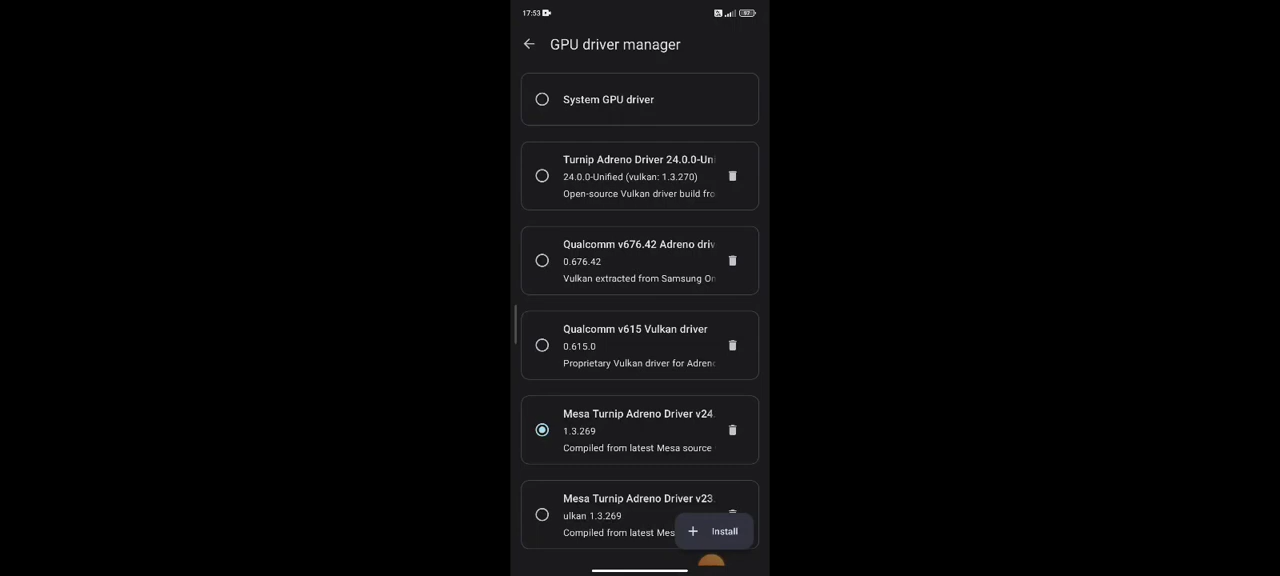 17:53
97
GPU driver manager
System GPU driver
Turnip Adreno Driver 24.0.0-Un
24.0.0-Unified (vulkan: 1.3.270)
Open-source Vulkan driver build fro
Qualcomm v676.42 Adreno driv
0.676.42
Vulkan extracted from Samsung On
Qualcomm v615 Vulkan driver
0.615.0
Proprietary Vulkan driver for Adreno
Mesa Turnip Adreno Driver v24.
1.3.269
Compiled from latest Mesa source
Mesa Turnip Adreno Driver v23.
ulkan 1.3.269
Compiled from latest Mes
Install